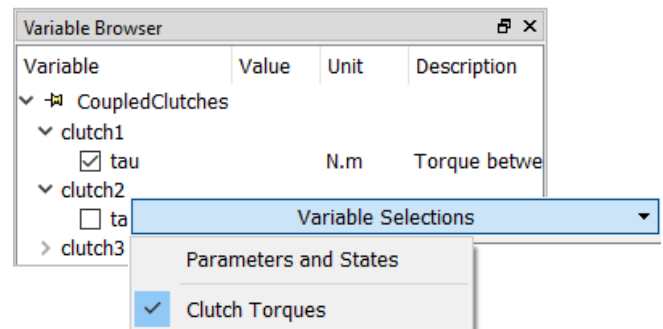 Variable Browser
Variable Value Unit Description
CoupledClutches
clutch1
tau N.m Torque betwe
clutch2
ta
Variable Selections
clutch3
Parameters and States
Clutch Torques